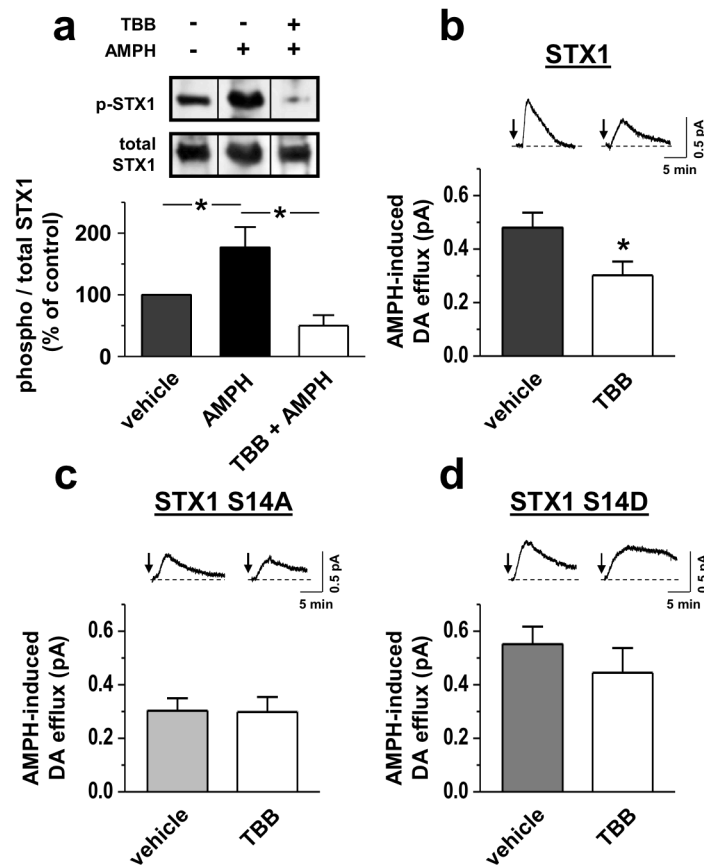 a
TBB - - +
AMPH - + +
p-STX1
total
STX1
phospho / total STX1
(% of control)
200
100
0
*
*
vehicle
AMPH
TBB + AMPH
b
STX1
0.5 pA
5 min
AMPH-induced
DA efflux (pA)
0.6
0.4
0.2
0.0
*
vehicle
TBB
c
STX1 S14A
0.5 pA
5 min
AMPH-induced
DA efflux (pA)
0.6
0.4
0.2
0.0
vehicle
TBB
d
STX1 S14D
0.5 pA
5 min
AMPH-induced
DA efflux (pA)
0.6
0.4
0.2
0.0
vehicle
TBB